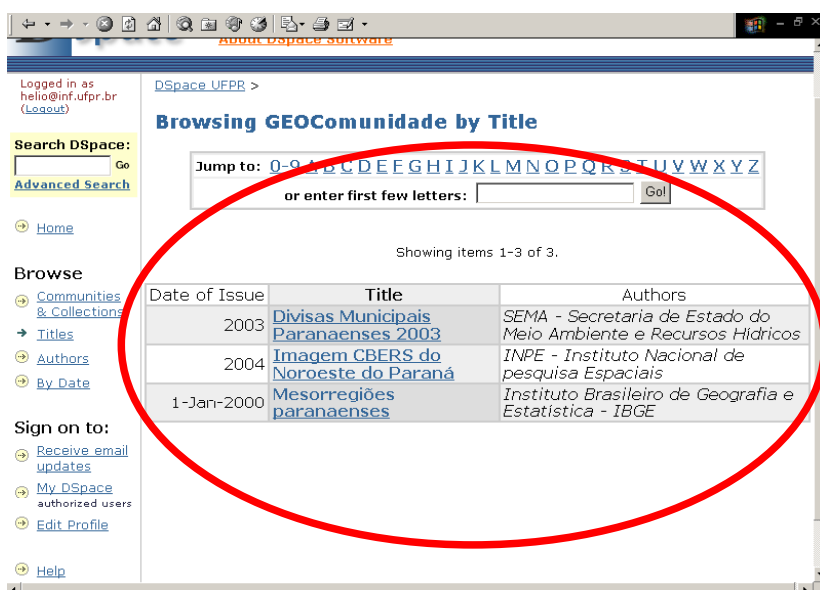 About DSpace Software
Logged in as
helio@inf.ufpr.br
(Logout)
Search DSpace:
Go
Advanced Search
Home
Browse
Communities
& Collections
Titles
Authors
By Date
Sign on to:
Receive email
updates
My DSpace
authorized users
Edit Profile
Help
DSpace UFPR >
Browsing GEOComunidade by Title
Jump to: 0-9 A B C D E F G H I J K L M N O P Q R S T U V W X Y Z
or enter first few letters: Go!
Showing items 1-3 of 3.
Date of Issue Title Authors
2003 Divisas Municipais Paranaenses 2003 SEMA - Secretaria de Estado do Meio Ambiente e Recursos Hídricos
2004 Imagem CBERS do Noroeste do Paraná INPE - Instituto Nacional de pesquisa Espaciais
1-Jan-2000 Mesorregiões paranaenses Instituto Brasileiro de Geografia e Estatística - IBGE